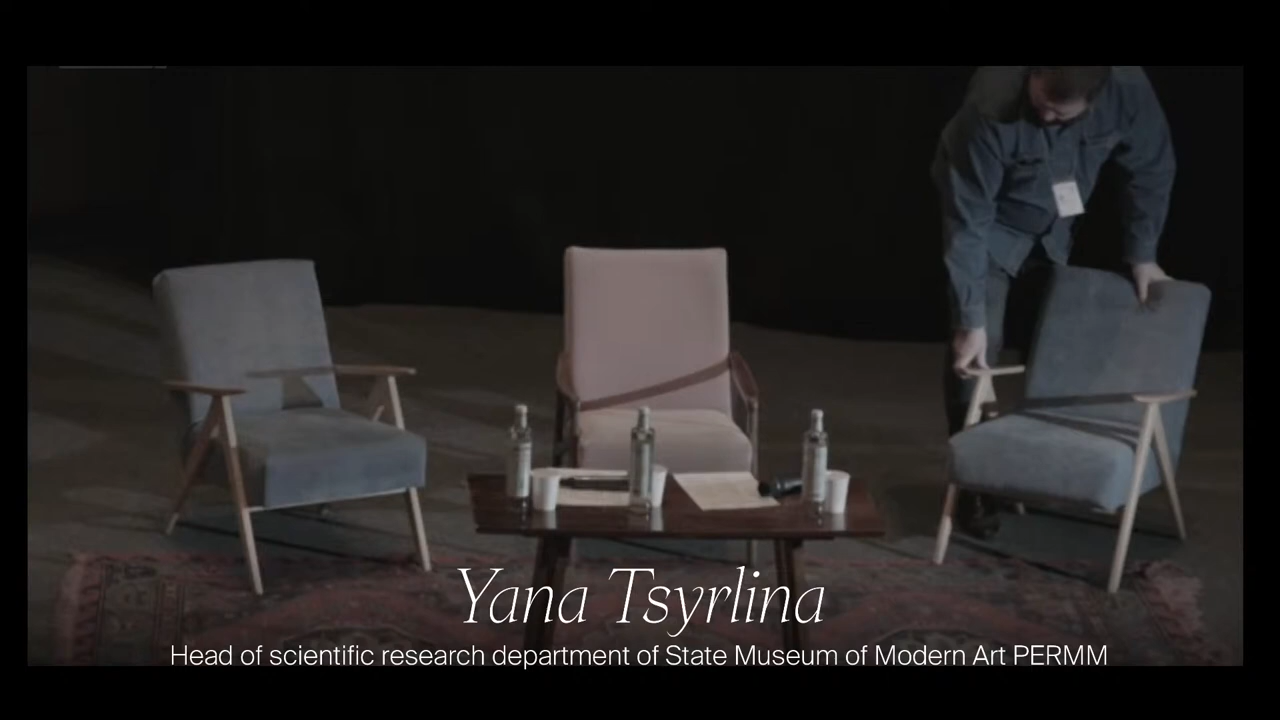 Yana Tsyrlina
Head of scientific research department of State Museum of Modern Art PERMM